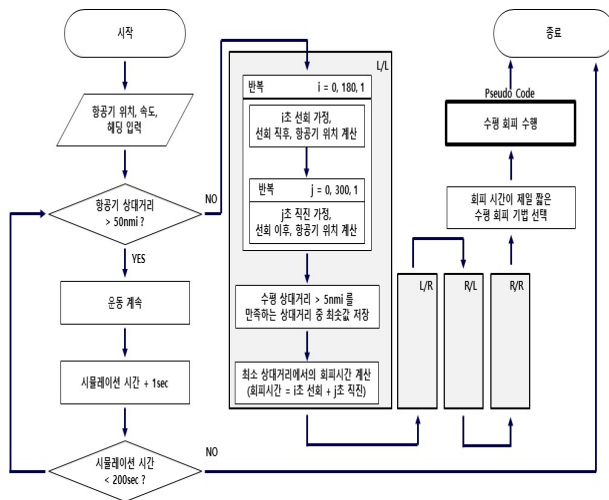 시작
항공기 위치, 속도,
헤딩 입력
항공기 상대거리
> 50nmi ?
NO
YES
운동 계속
시뮬레이션 시간 + 1sec
시뮬레이션 시간
< 200sec ?
NO
L/L
반복 i = 0, 180, 1
i초 선회 가정,
선회 직후, 항공기 위치 계산
반복 j = 0, 300, 1
j초 직진 가정,
선회 이후, 항공기 위치 계산
수평 상대거리 > 5nmi 를
만족하는 상대거리 중 최솟값 저장
최소 상대거리에서의 회피시간 계산
(회피시간 = i초 선회 + j초 직진)
L/R
R/L
R/R
회피 시간이 제일 짧은
수평 회피 기법 선택
Pseudo Code
수평 회피 수행
종료